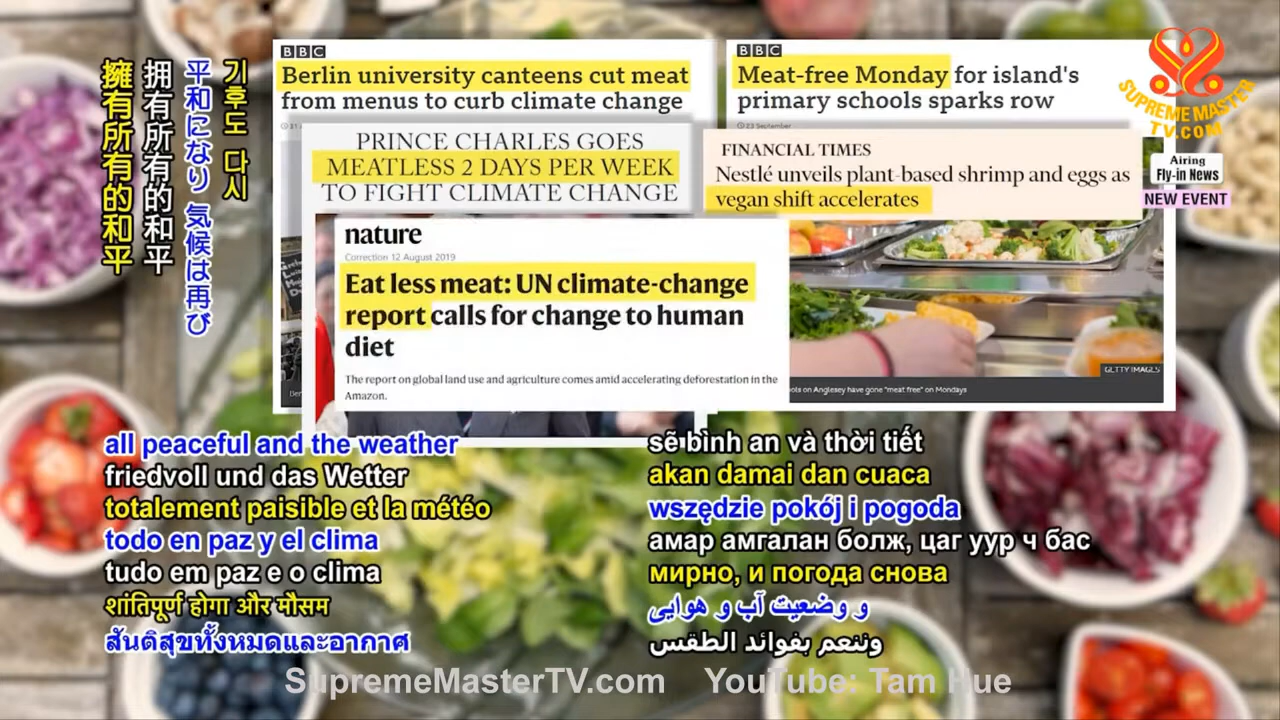 BBC
Berlin university canteens cut meat
from menus to curb climate change
PRINCE CHARLES GOES
MEATLESS 2 DAYS PER WEEK
TO FIGHT CLIMATE CHANGE
nature
Correction 12 August 2019
Eat less meat: UN climate-change
report calls for change to human
diet
The report on global land use and agriculture comes amid accelerating deforestation in the
Amazon.
BBC
Meat-free Monday for island's
primary schools sparks row
23 September
FINANCIAL TIMES
Nestlé unveils plant-based shrimp and eggs as
vegan shift accelerates
GETTY IMAGES
ols on Anglesey have gone "meat free" on Mondays
SUPREME MASTER
TV.COM
Airing
Fly-in News
NEW EVENT
기후도 다시
平和になり 気候は再び
拥有所有的和平
擁有所有的和平
all peaceful and the weather
friedvoll und das Wetter
totalement paisible et la météo
todo en paz y el clima
tudo em paz e o clima
शांतिपूर्ण होगा और मौसम
สันติสุขทั้งหมดและอากาศ
sẽ bình an và thời tiết
akan damai dan cuaca
wszędzie pokój i pogoda
амар амгалан болж, цаг уур ч бас
мирно, и погода снова
و وضعیت آب و هوایی
وننعم بفوائد الطقس
SupremeMasterTV.com YouTube: Tam Hue